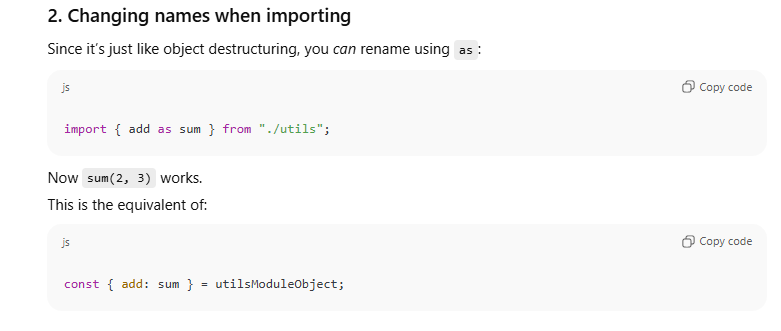 2. Changing names when importing
Since it's just like object destructuring, you can rename using as:
js
Copy code
import { add as sum } from "./utils";
Now sum(2, 3) works.
This is the equivalent of:
js
Copy code
const { add: sum } = utilsModuleObject;